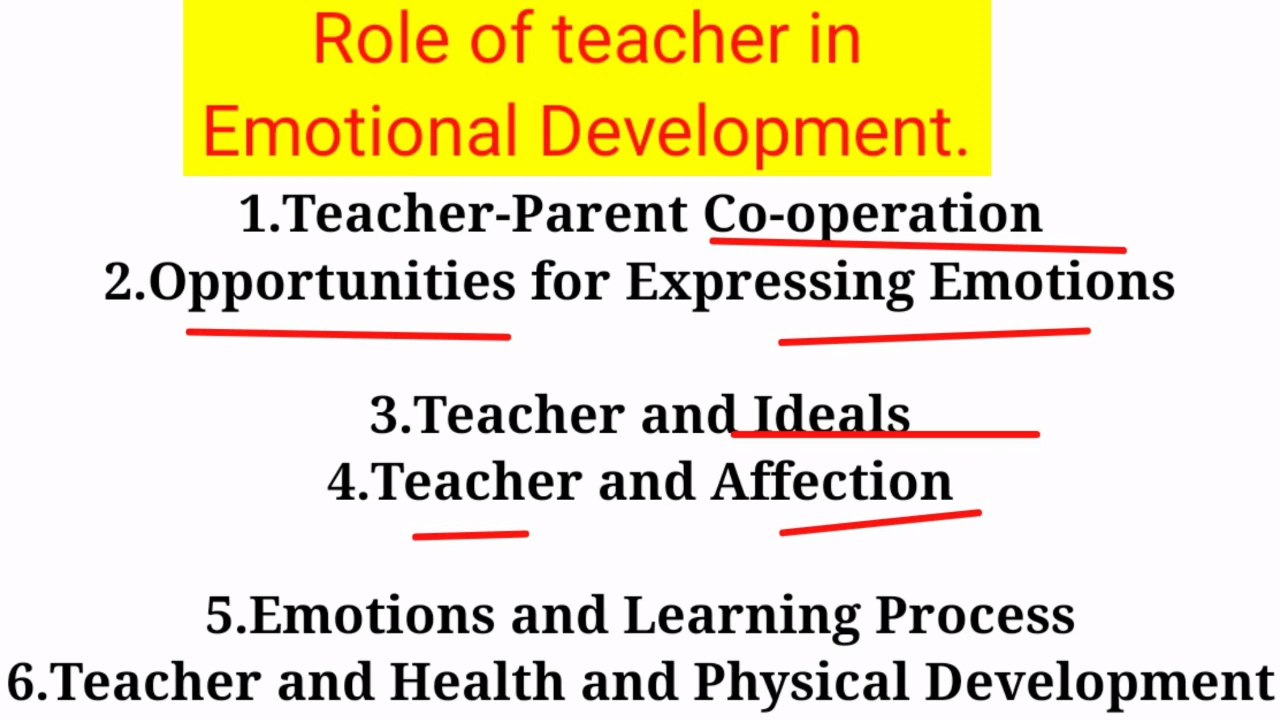 Role of teacher in
Emotional Development.
1.Teacher-Parent Co-operation
2.Opportunities for Expressing Emotions
3.Teacher and Ideals
4.Teacher and Affection
5.Emotions and Learning Process
6.Teacher and Health and Physical Development